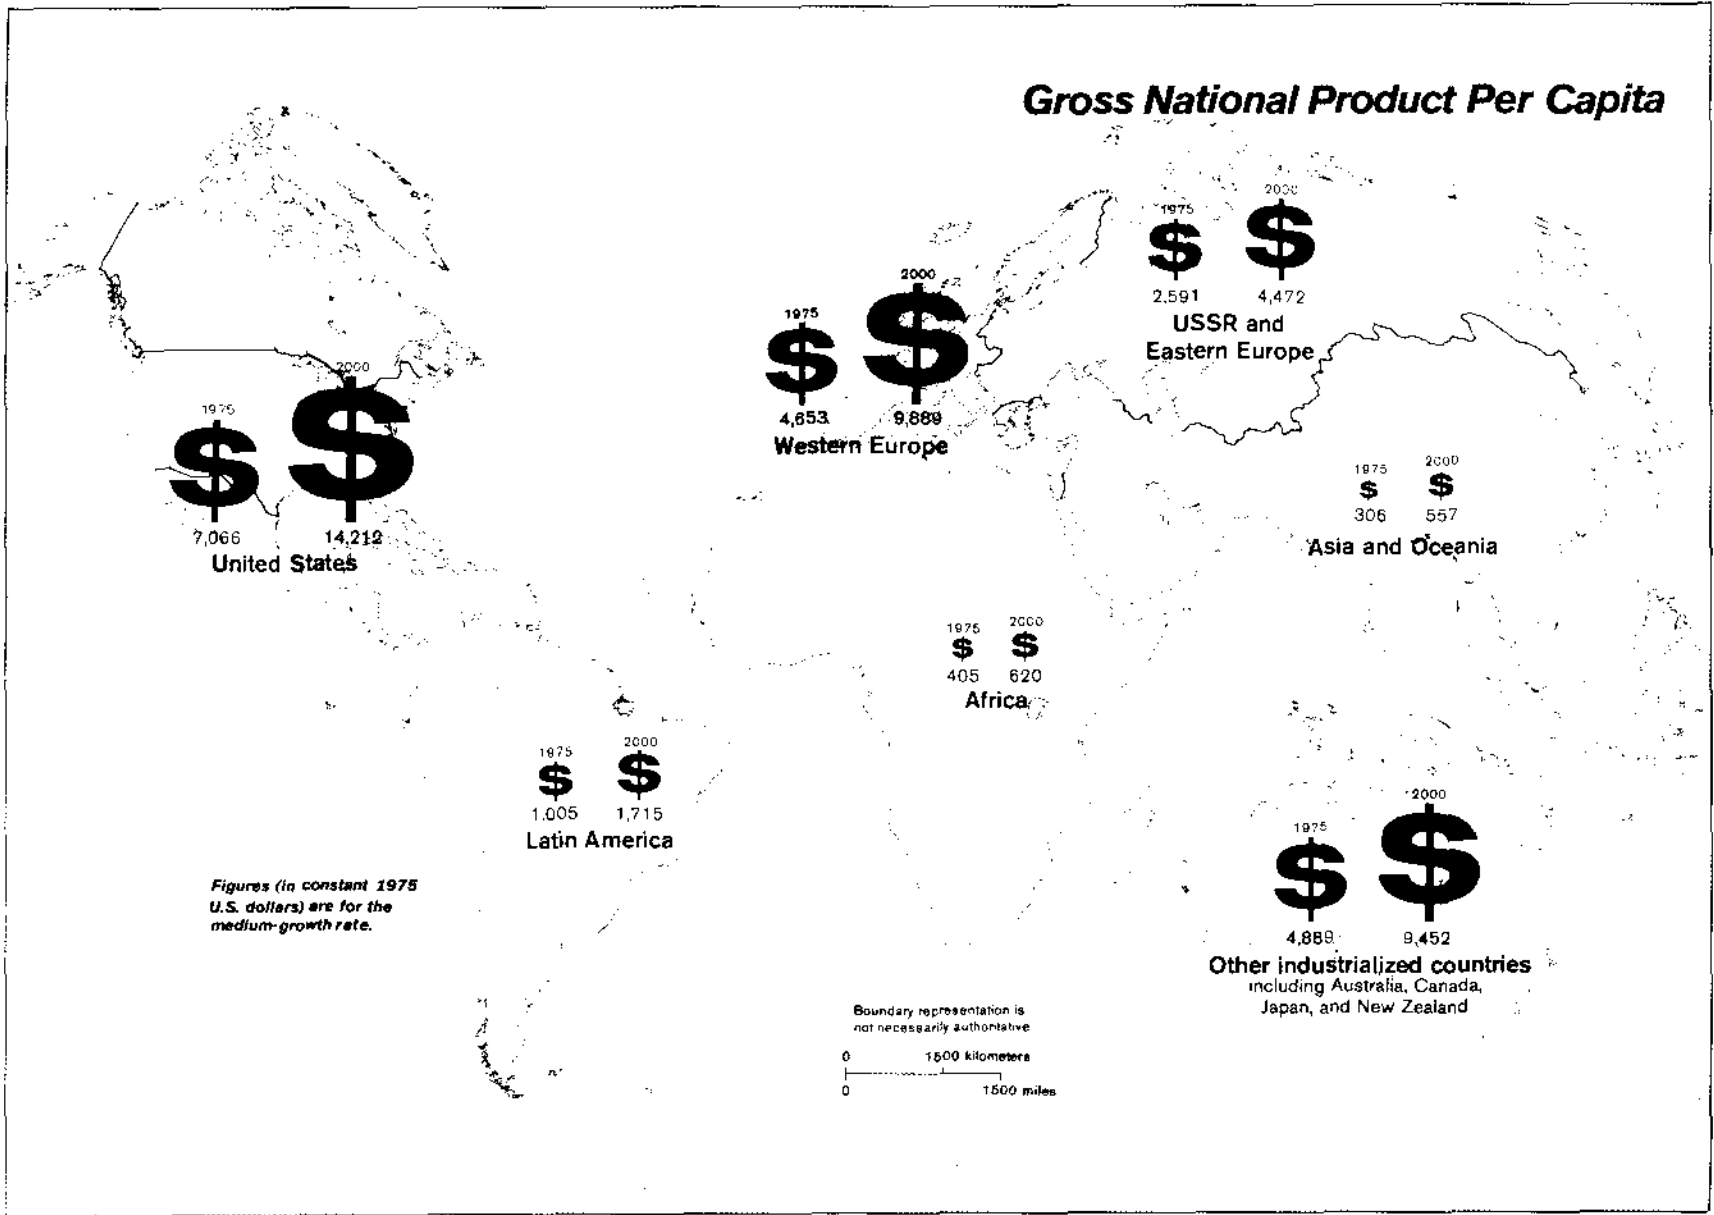 Gross National Product Per Capita
1975
2000
2,591
4,472
USSR and
Eastern Europe
1975
2000
4,653
9,889
Western Europe
1975
2000
7,066
14,212
United States
1975
2000
306
557
Asia and Oceania
1975
2000
405
620
Africa
1975
2000
1,005
1,715
Latin America
1975
2000
4,889
9,452
Other industrialized countries
including Australia, Canada,
Japan, and New Zealand
Figures (in constant 1975
U.S. dollars) are for the
medium-growth rate.
Boundary representation is
not necessarily authoritative
0 1500 kilometers
0 1500 miles